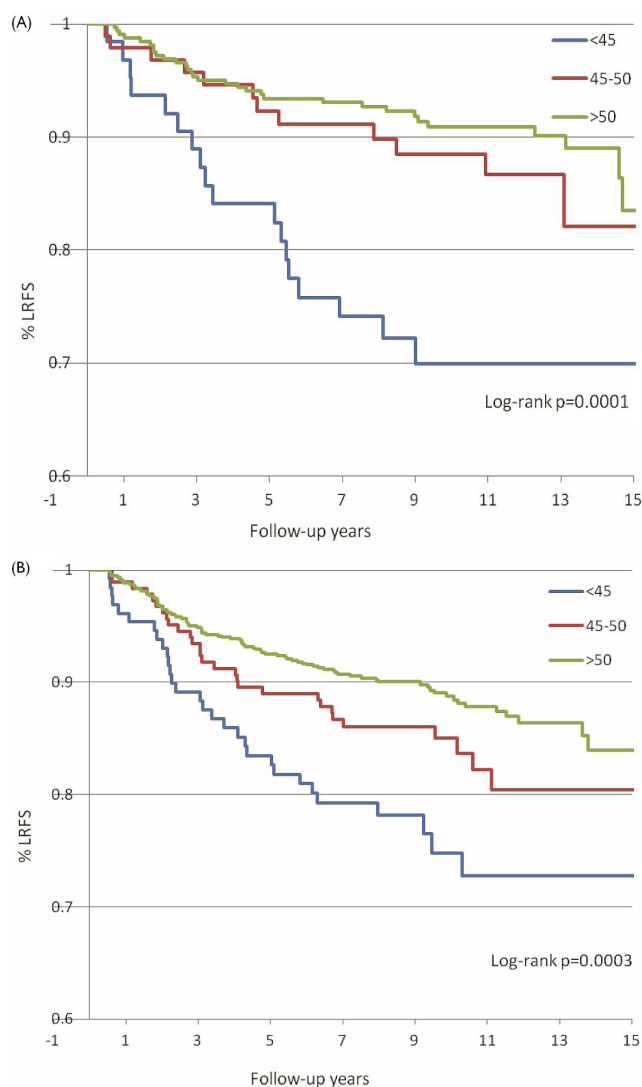 (A)
1
<45
45-50
0.9
>50
0.8
% LRFS
0.7
Log-rank p=0.0001
0.6
-1 1 3 5 7 9 11 13 15
Follow-up years
(B)
1
<45
45-50
>50
0.9
0.8
% LRFS
0.7
Log-rank p=0.0003
0.6
-1 1 3 5 7 9 11 13 15
Follow-up years